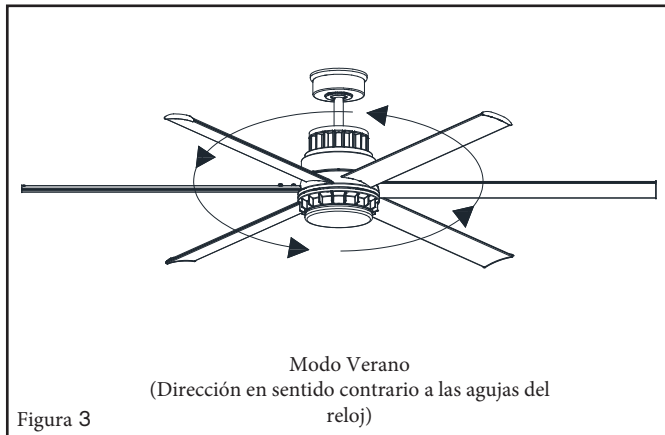 Modo Verano
(Dirección en sentido contrario a las agujas del
reloj)
Figura 3